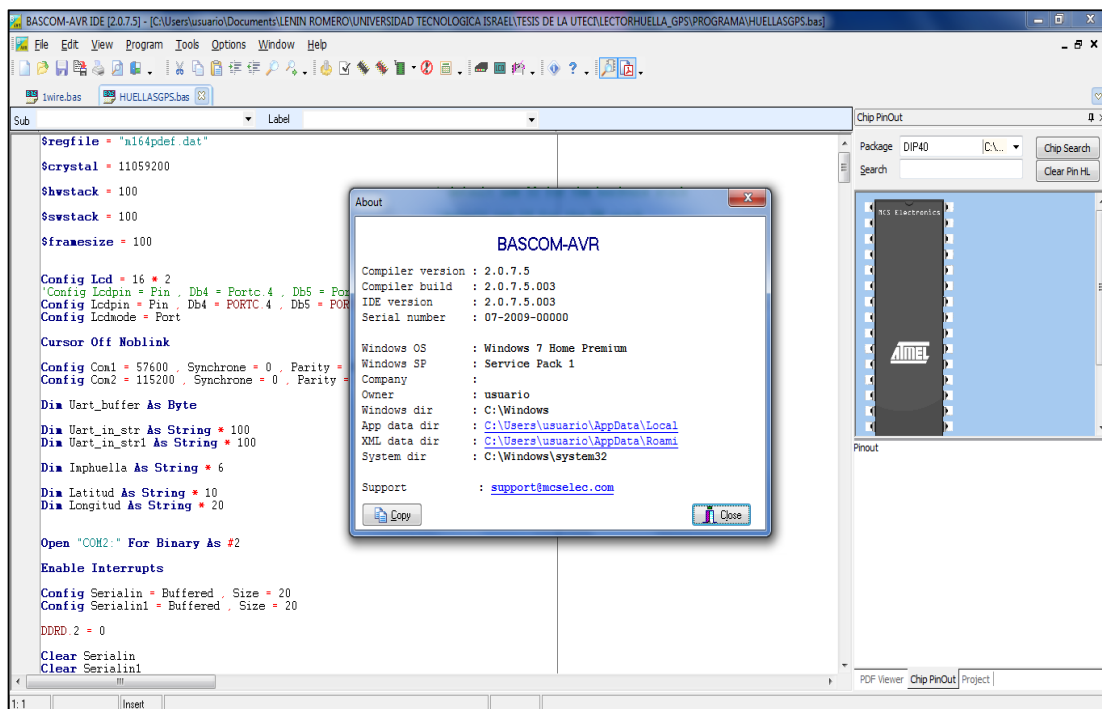 BASCOM-AVR IDE [2.0.7.5] - [C:\Users\usuario\Documents\LENIN ROMERO\UNIVERSIDAD TECNOLOGICA ISRAEL\TESIS DE LA UTECI\LECTORHUELLA_GPS\PROGRAMA\HUELLASGPS.bas]
File Edit View Program Tools Options Window Help
1wire.bas HUELLASGPS.bas
Sub Label
$regfile = "m164pdef.dat"
$crystal = 11059200
$hwstack = 100
$swstack = 100
$framesize = 100
Config Lcd = 16 * 2
'Config Lcdpin = Pin , Db4 = Portc.4 , Db5 = Por
Config Lcdpin = Pin , Db4 = PORTC.4 , Db5 = POR
Config Lcdmode = Port
Cursor Off Noblink
Config Com1 = 57600 , Synchrone = 0 , Parity =
Config Com2 = 115200 , Synchrone = 0 , Parity =
Dim Uart_buffer As Byte
Dim Uart_in_str As String * 100
Dim Uart_in_str1 As String * 100
Dim Imphuella As String * 6
Dim Latitud As String * 10
Dim Longitud As String * 20
Open "COM2:" For Binary As #2
Enable Interrupts
Config Serialin = Buffered , Size = 20
Config Serialin1 = Buffered , Size = 20
DDRD.2 = 0
Clear Serialin
Clear Serialin1
About
BASCOM-AVR
Compiler version : 2.0.7.5
Compiler build : 2.0.7.5.003
IDE version : 2.0.7.5.003
Serial number : 07-2009-00000
Windows OS : Windows 7 Home Premium
Windows SP : Service Pack 1
Company :
Owner : usuario
Windows dir : C:\Windows
App data dir : C:\Users\usuario\AppData\Local
XML data dir : C:\Users\usuario\AppData\Roami
System dir : C:\Windows\system32
Support : support@mcselec.com
Copy Close
Chip PinOut
Package DIP40 C:\... Chip Search
Search Clear Pin HL
MCS Electronics
ATMEL
Pinout
PDF Viewer Chip PinOut Project
1: 1 Insert